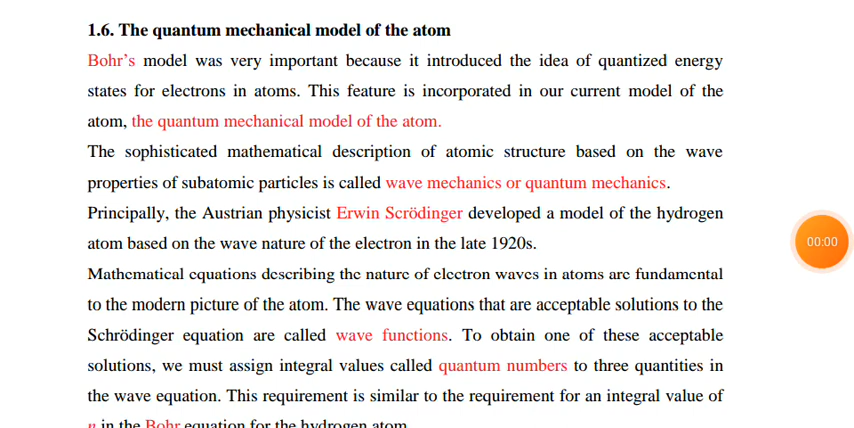 1.6. The quantum mechanical model of the atom
Bohr's model was very important because it introduced the idea of quantized energy
states for electrons in atoms. This feature is incorporated in our current model of the
atom, the quantum mechanical model of the atom.
The sophisticated mathematical description of atomic structure based on the wave
properties of subatomic particles is called wave mechanics or quantum mechanics.
Principally, the Austrian physicist Erwin Scrödinger developed a model of the hydrogen
atom based on the wave nature of the electron in the late 1920s.
Mathematical equations describing the nature of electron waves in atoms are fundamental
to the modern picture of the atom. The wave equations that are acceptable solutions to the
Schrödinger equation are called wave functions. To obtain one of these acceptable
solutions, we must assign integral values called quantum numbers to three quantities in
the wave equation. This requirement is similar to the requirement for an integral value of
n in the Bohr equation for the hydrogen atom
00:00